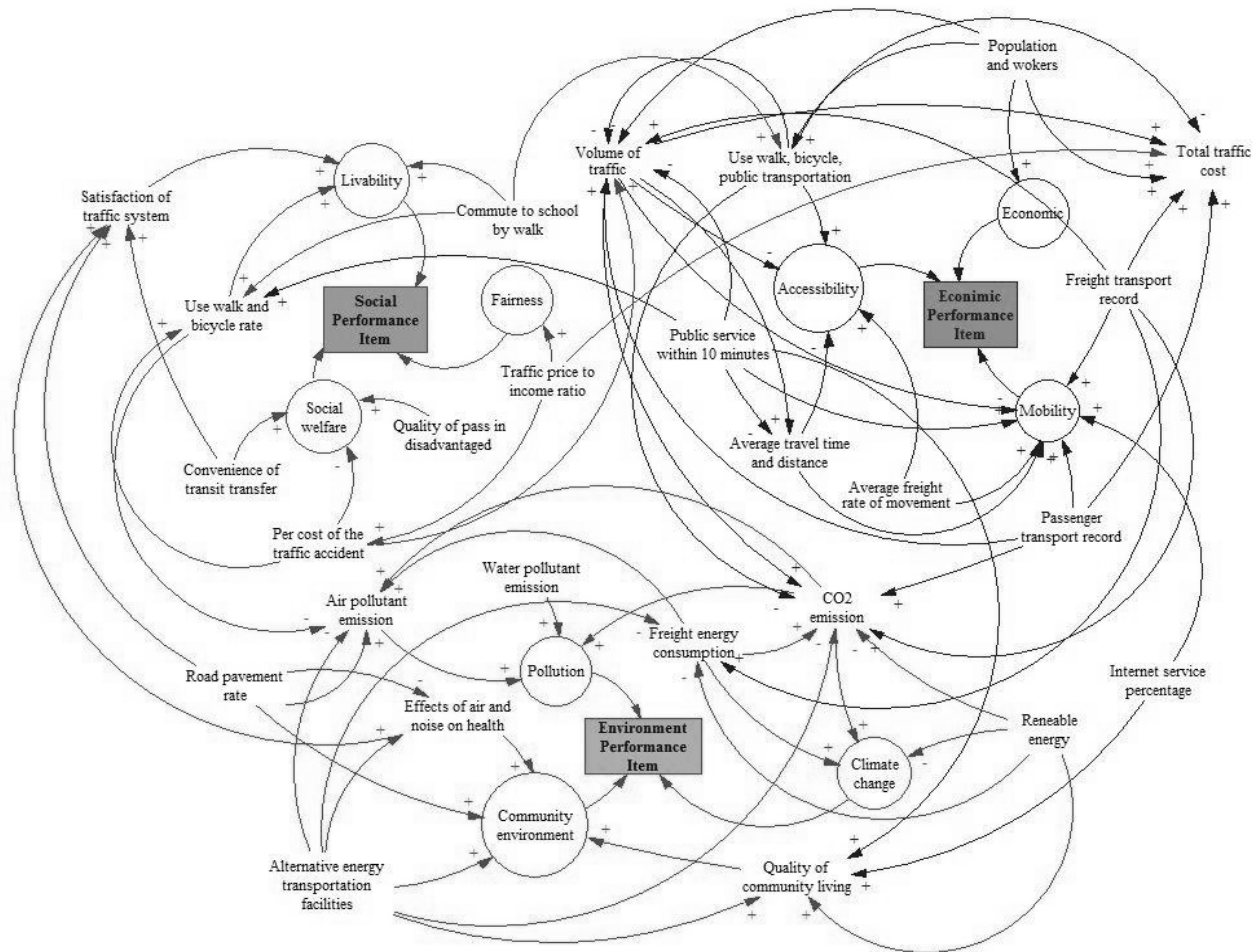 Population
and wokers
Volume of
traffic
Use walk, bicycle,
public transportation
Total traffic
cost
Livability
Satisfaction of
traffic system
Commute to school
by walk
Economic
Social
Performance
Item
Fairness
Accessibility
Econimic
Performance
Item
Freight transport
record
Use walk and
bicycle rate
Public service
within 10 minutes
Traffic price to
income ratio
Social
welfare
Quality of pass in
disadvantaged
Mobility
Average travel time
and distance
Convenience of
transit transfer
Average freight
rate of movement
Passenger
transport record
Per cost of the
traffic accident
Water pollutant
emission
Air pollutant
emission
CO2
emission
Freight energy
consumption
Pollution
Road pavement
rate
Internet service
percentage
Effects of air and
noise on health
Environment
Performance
Item
Reneable
energy
Climate
change
Community
environment
Alternative energy
transportation
facilities
Quality of
community living